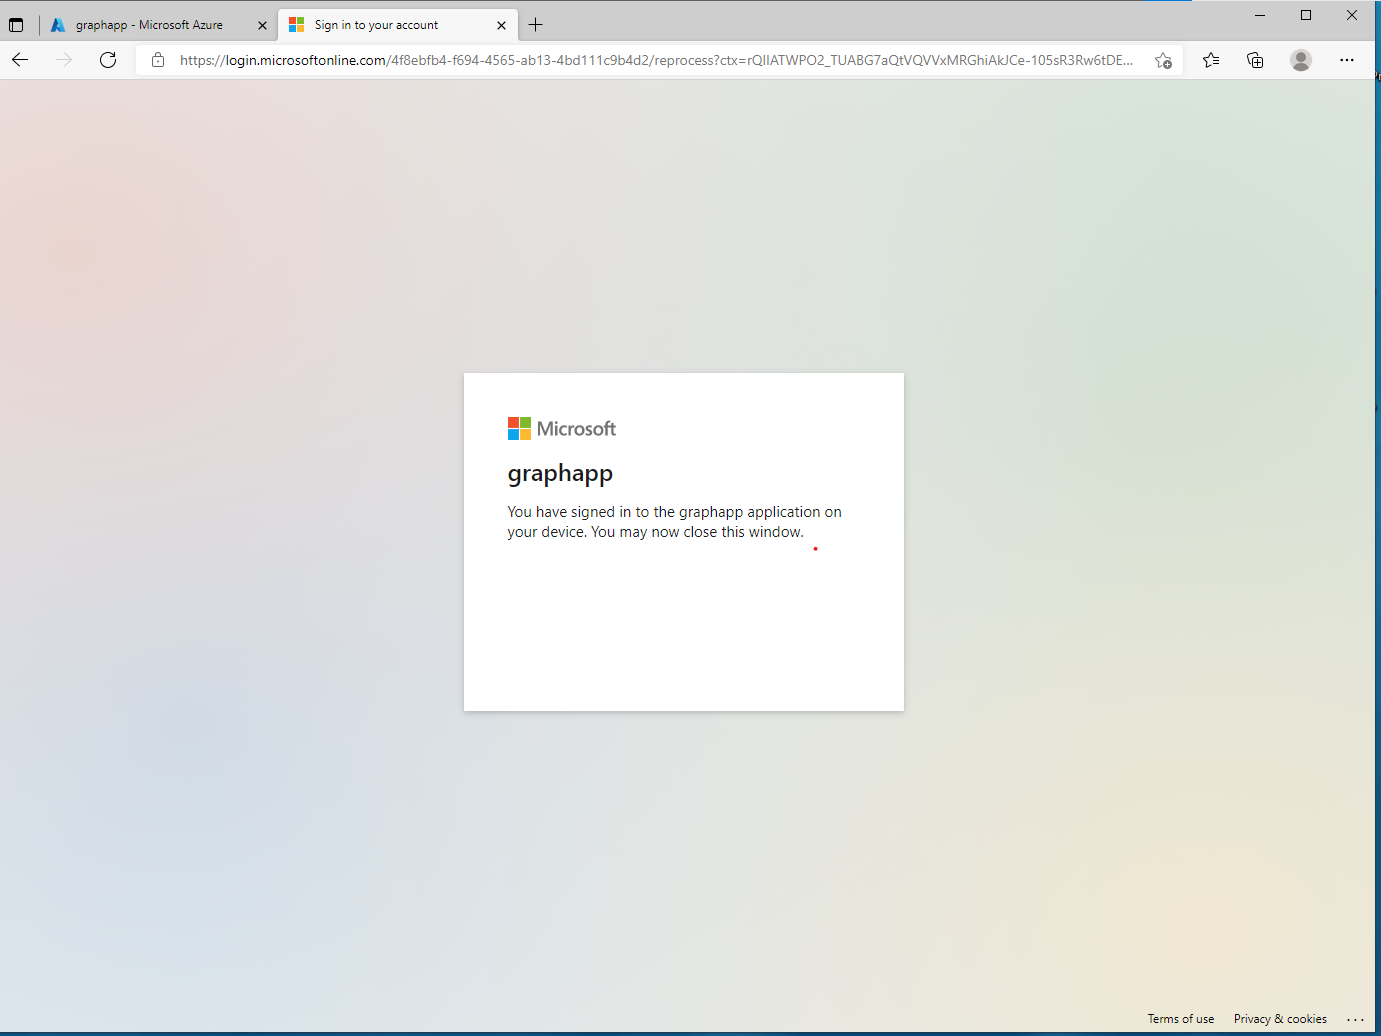 graphapp - Microsoft Azure
Sign in to your account
https://login.microsoftonline.com/4f8ebfb4-f694-4565-ab13-4bd111c9b4d2/reprocess?ctx=rQIIATWPO2_TUABG7aQtVQVVxMRGhiAkJCe-105sR3Rw6tDE...
Microsoft
graphapp
You have signed in to the graphapp application on
your device. You may now close this window.
Terms of use
Privacy & cookies
...